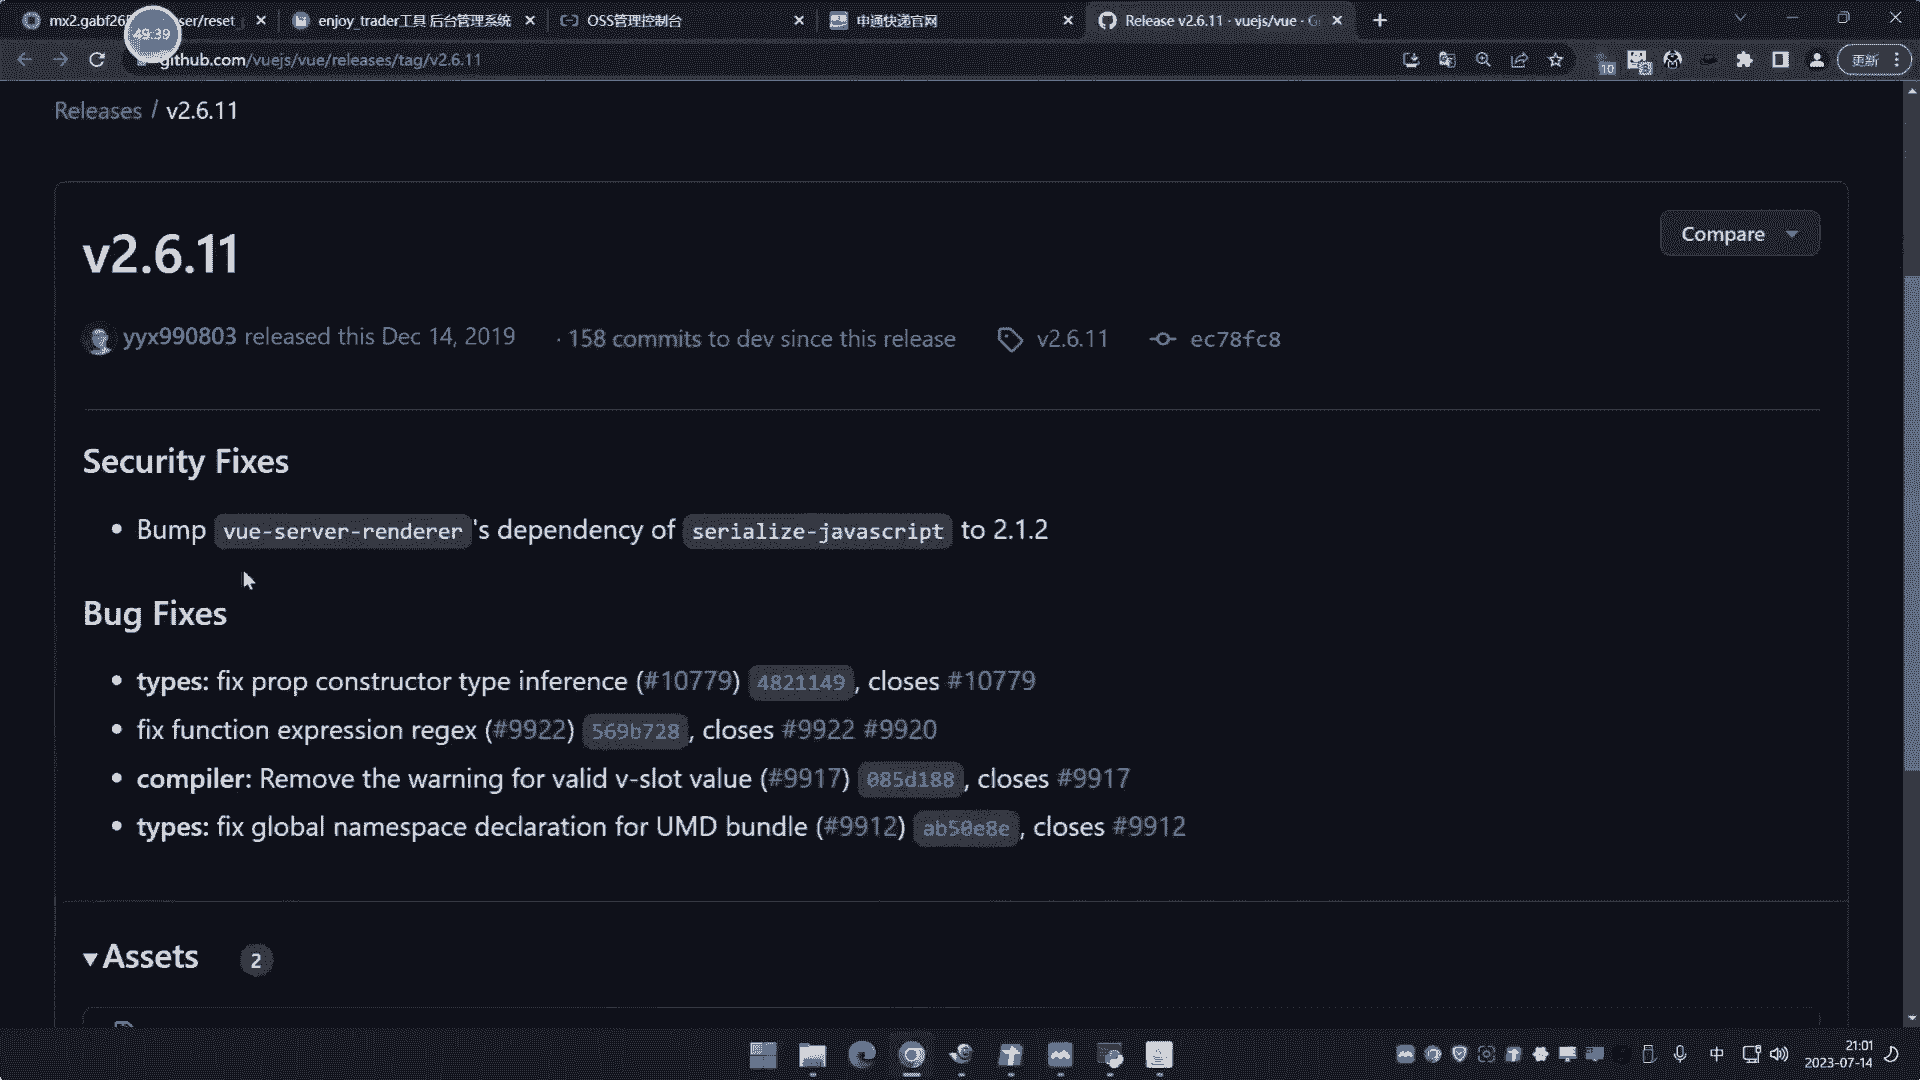 mx2.gabf26 ser/reset
enjoy_trader工具 后台管理系统
OSS管理控制台
申通快递官网
Release v2.6.11 · vuejs/vue · G
49:39
github.com/vuejs/vue/releases/tag/v2.6.11
10
更新
Releases / v2.6.11
v2.6.11
Compare
yyx990803 released this Dec 14, 2019 · 158 commits to dev since this release v2.6.11 ec78fc8
Security Fixes
• Bump vue-server-renderer's dependency of serialize-javascript to 2.1.2
Bug Fixes
• types: fix prop constructor type inference (#10779) 4821149, closes #10779
• fix function expression regex (#9922) 569b728, closes #9922 #9920
• compiler: Remove the warning for valid v-slot value (#9917) 085d188, closes #9917
• types: fix global namespace declaration for UMD bundle (#9912) ab50e8e, closes #9912
Assets 2
中
21:01
2023-07-14